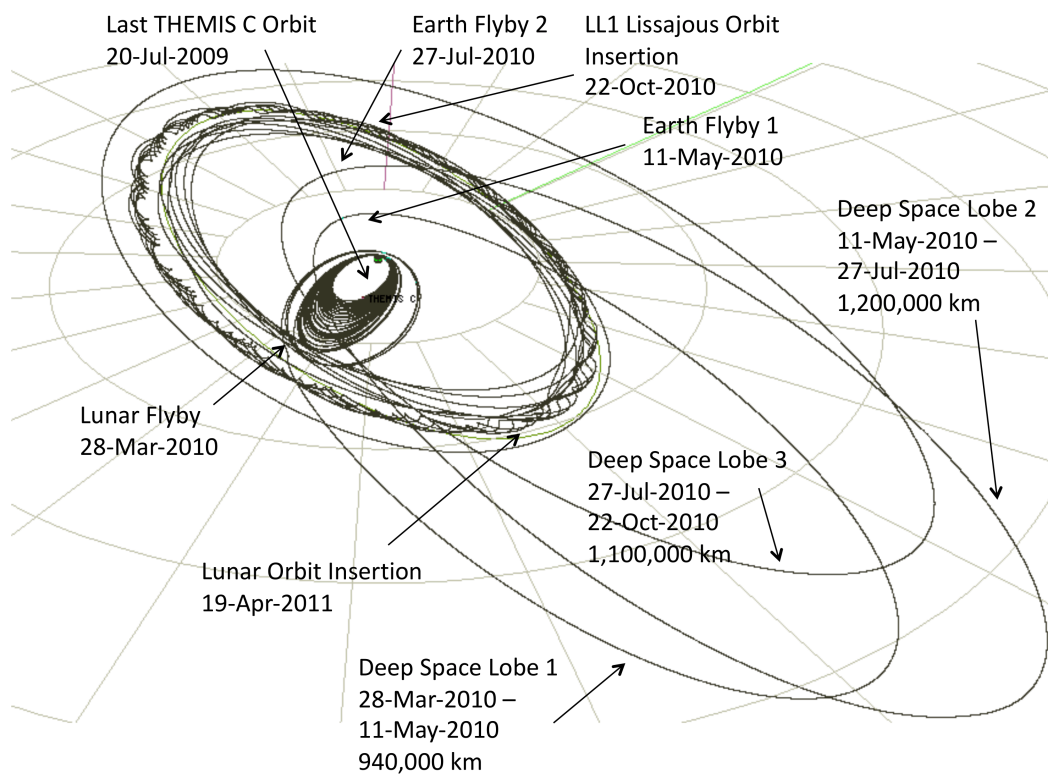 Last THEMIS C Orbit
20-Jul-2009
Earth Flyby 2
27-Jul-2010
LL1 Lissajous Orbit
Insertion
22-Oct-2010
Earth Flyby 1
11-May-2010
Deep Space Lobe 2
11-May-2010 –
27-Jul-2010
1,200,000 km
THEMIS C
Lunar Flyby
28-Mar-2010
Deep Space Lobe 3
27-Jul-2010 –
22-Oct-2010
1,100,000 km
Lunar Orbit Insertion
19-Apr-2011
Deep Space Lobe 1
28-Mar-2010 –
11-May-2010
940,000 km